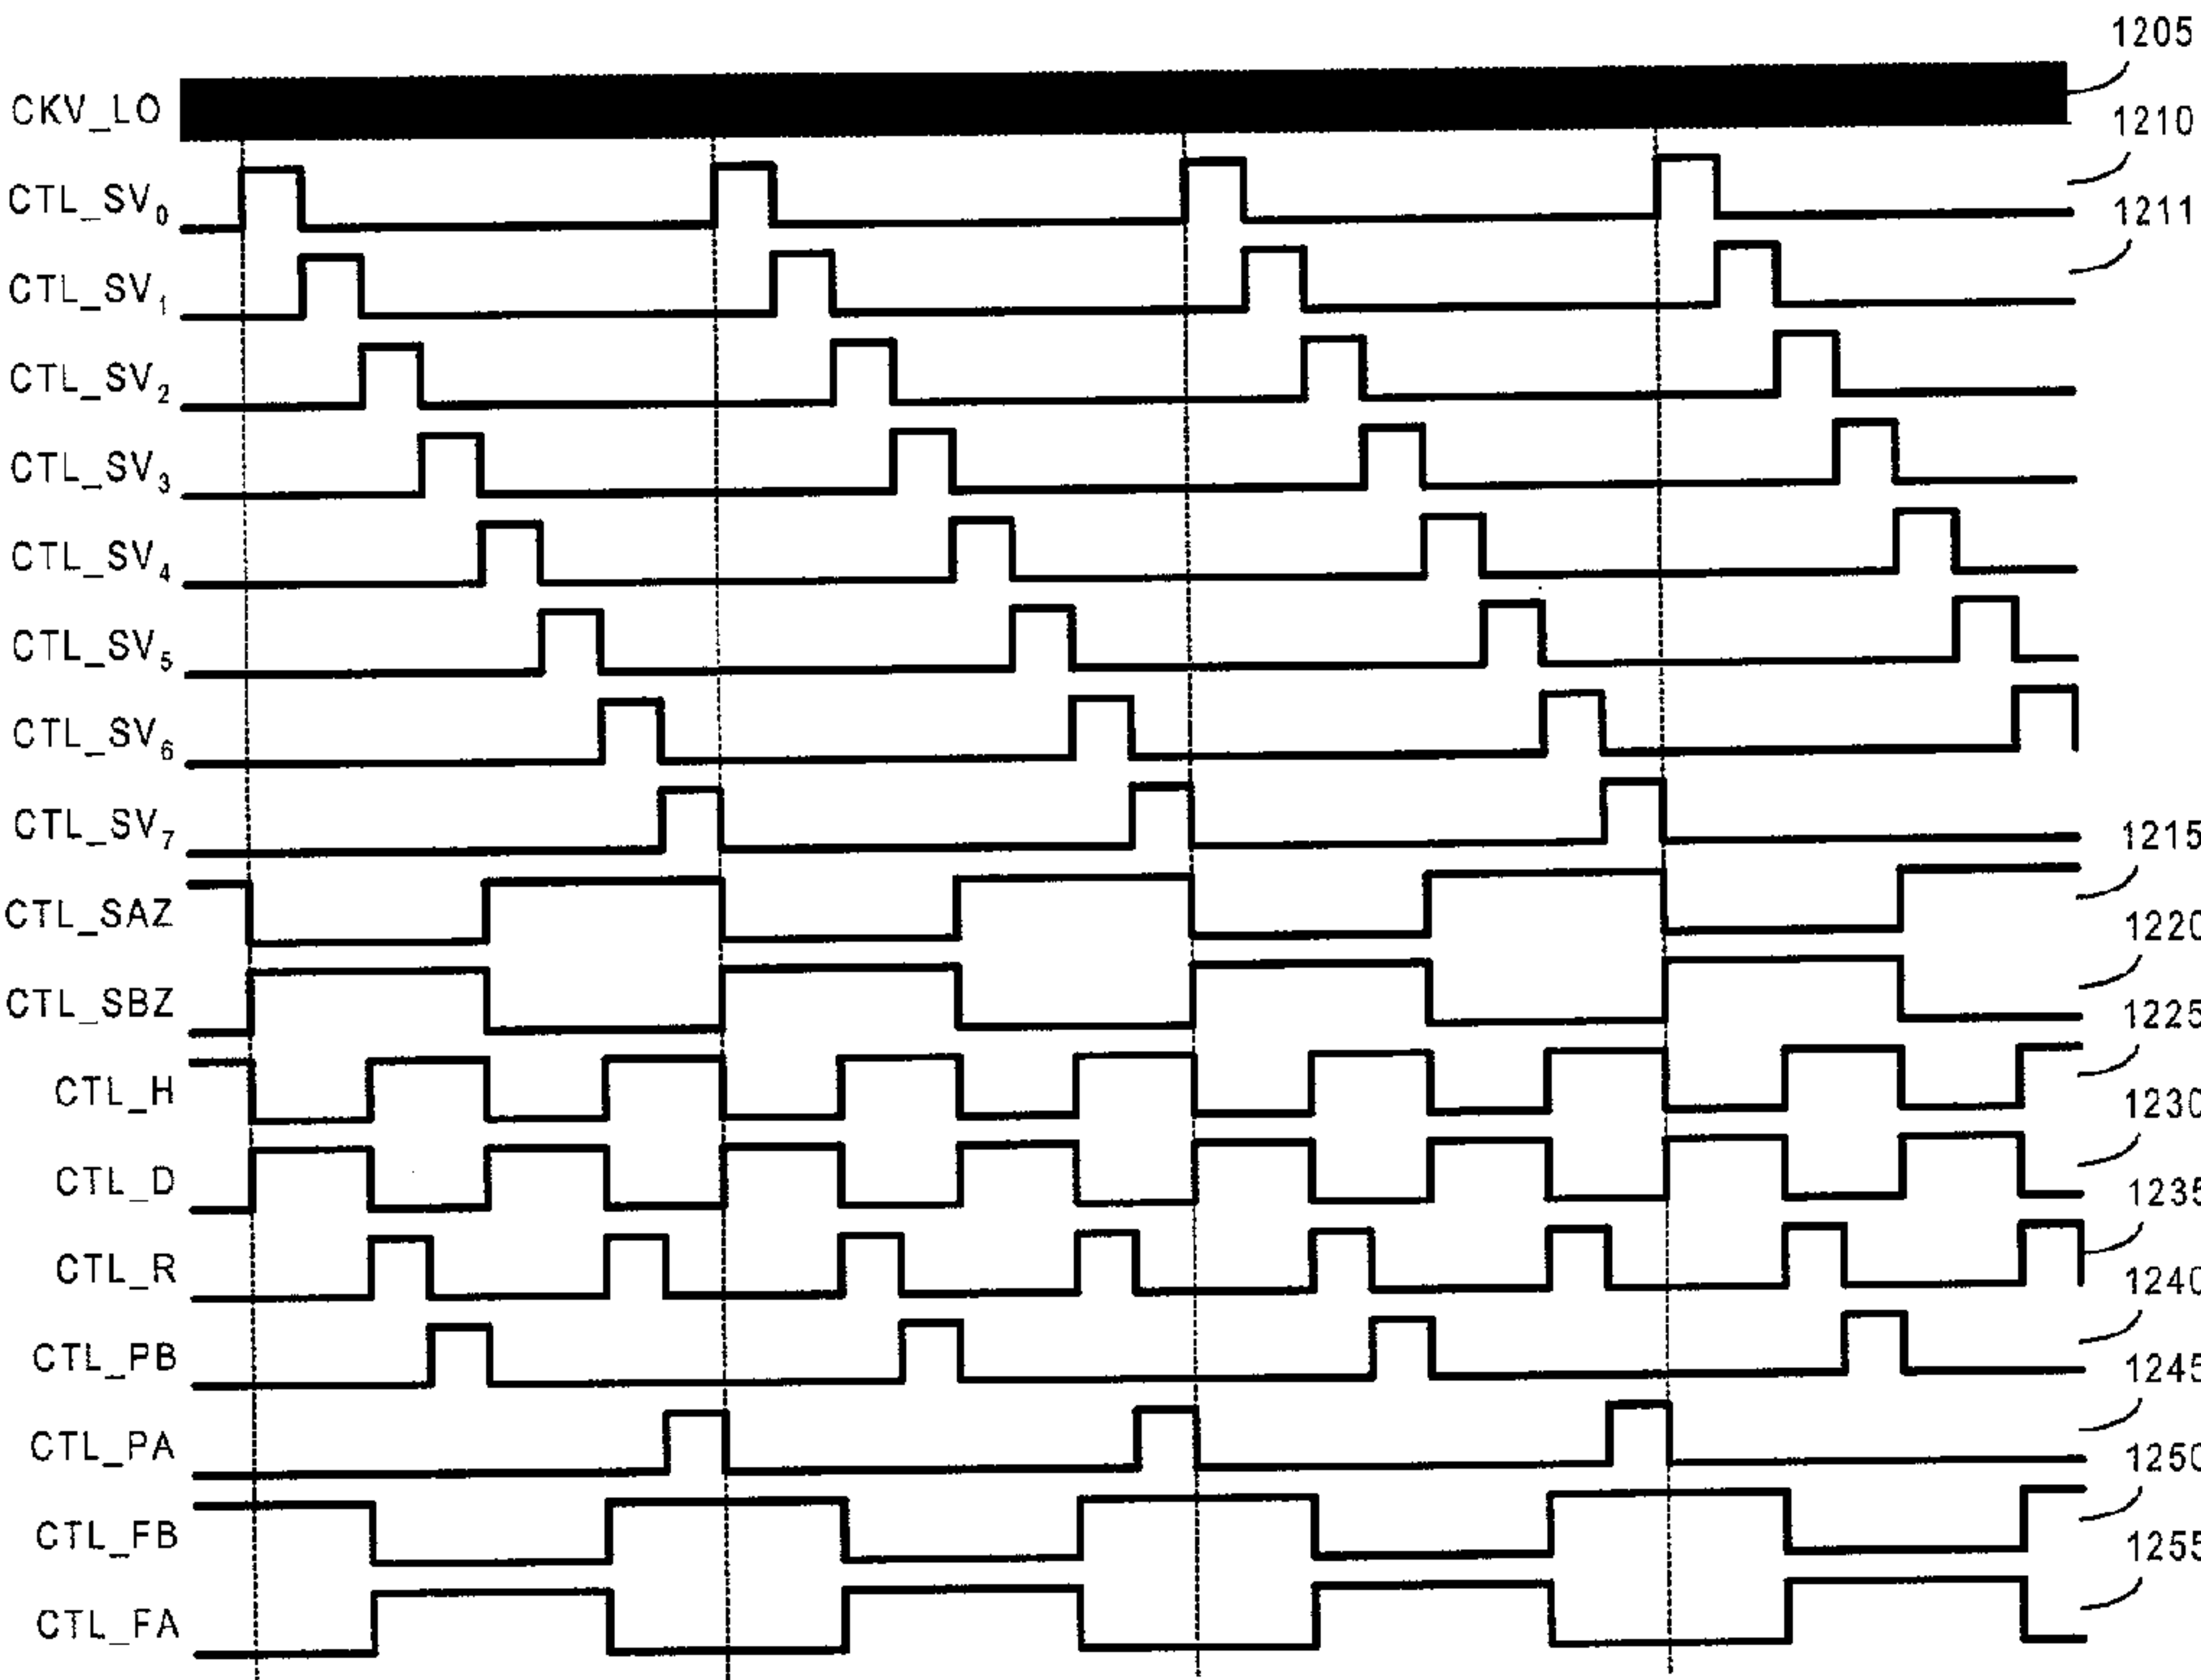 1205
CKV_LO
1210
CTL_SV0
1211
CTL_SV1
CTL_SV2
CTL_SV3
CTL_SV4
CTL_SV5
CTL_SV6
CTL_SV7
1215
CTL_SAZ
1220
CTL_SBZ
1225
CTL_H
1230
CTL_D
1235
CTL_R
1240
CTL_PB
1245
CTL_PA
1250
CTL_FB
1255
CTL_FA